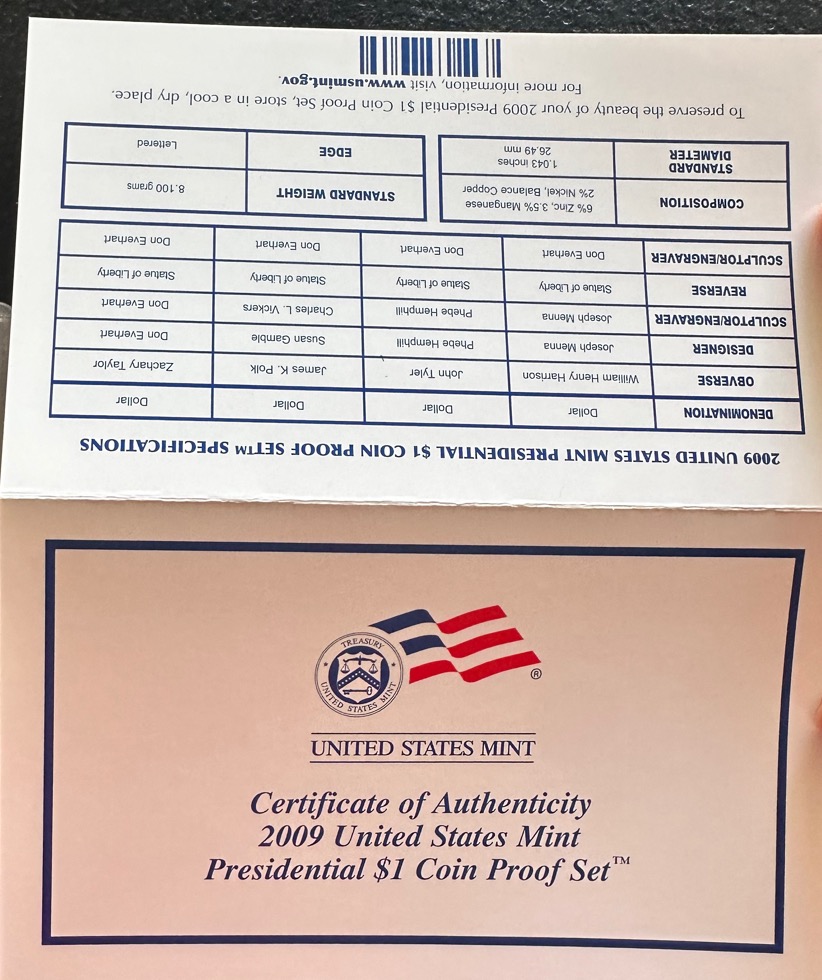 2009 UNITED STATES MINT PRESIDENTIAL $1 COIN PROOF SET™ SPECIFICATIONS
DENOMINATION Dollar Dollar Dollar Dollar
OBVERSE William Henry Harrison John Tyler James K. Polk Zachary Taylor
DESIGNER Joseph Menna Phebe Hemphill Susan Gamble Don Everhart
SCULPTOR/ENGRAVER Joseph Menna Phebe Hemphill Charles L. Vickers Don Everhart
REVERSE Statue of Liberty Statue of Liberty Statue of Liberty Statue of Liberty
SCULPTOR/ENGRAVER Don Everhart Don Everhart Don Everhart Don Everhart
COMPOSITION 6% Zinc, 3.5% Manganese
2% Nickel, Balance Copper
STANDARD WEIGHT 8.100 grams
STANDARD
DIAMETER
1.043 inches
26.49 mm
EDGE Lettered
To preserve the beauty of your 2009 Presidential $1 Coin Proof Set, store in a cool, dry place.
For more information, visit www.usmint.gov.
TREASURY
UNITED STATES MINT
®
UNITED STATES MINT
Certificate of Authenticity
2009 United States Mint
Presidential $1 Coin Proof Set™